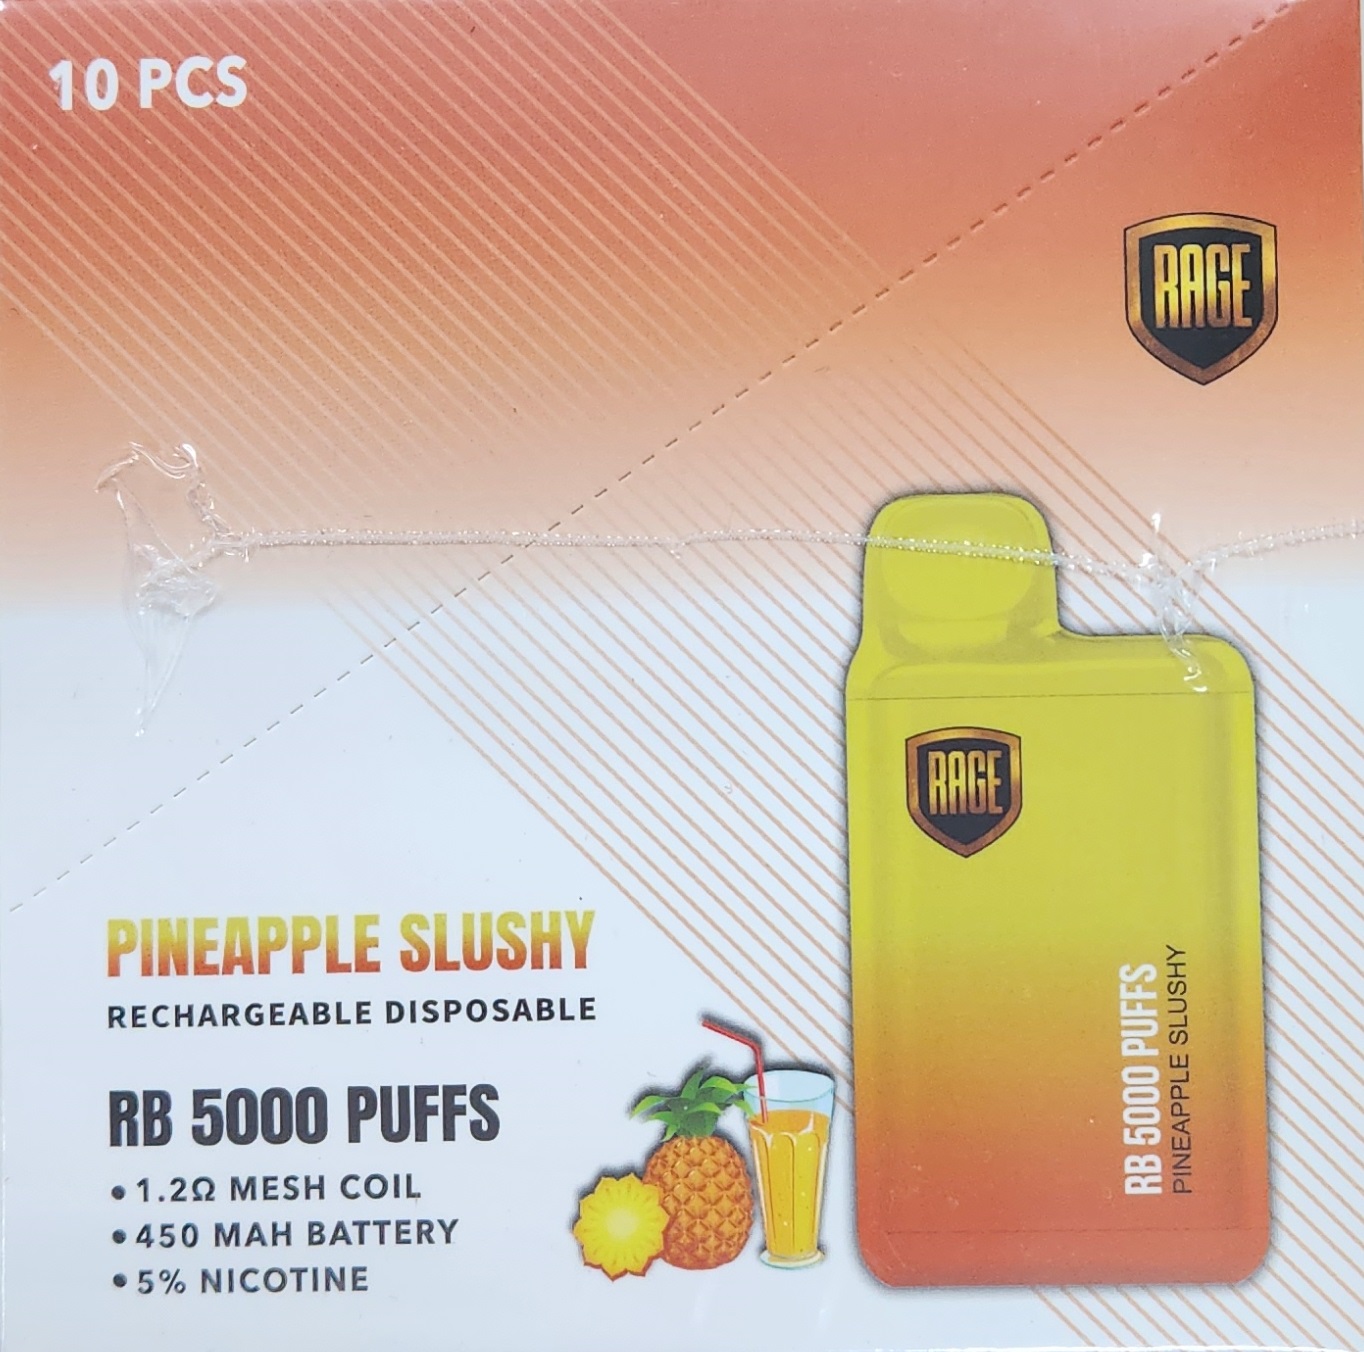 10 PCS
RAGE
RAGE
PINEAPPLE SLUSHY
RECHARGEABLE DISPOSABLE
RB 5000 PUFFS
• 1.2Ω MESH COIL
• 450 MAH BATTERY
• 5% NICOTINE
RB 5000 PUFFS
PINEAPPLE SLUSHY